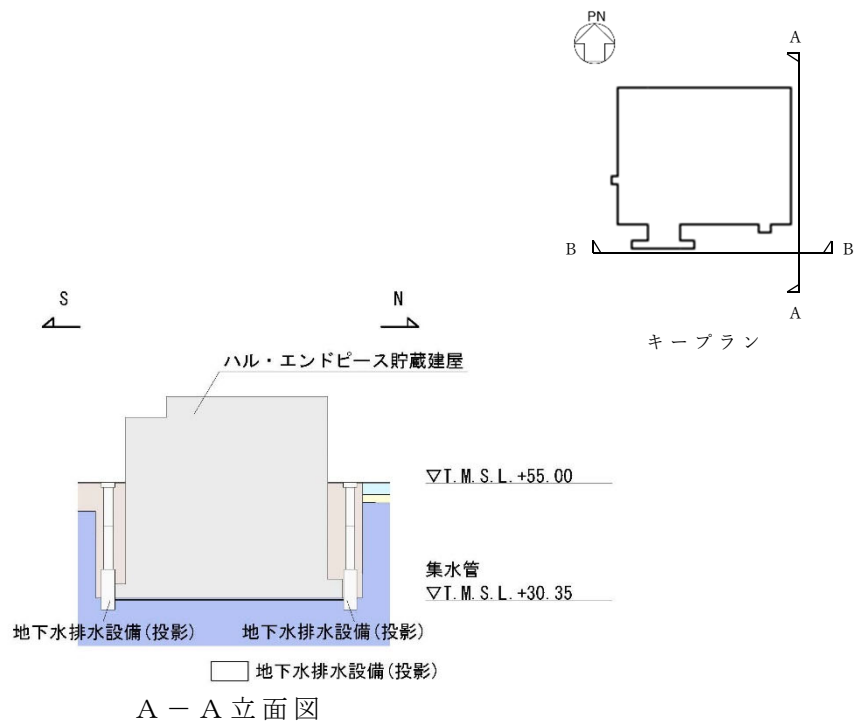 PN
A
B B
A
キープラン
S N
ハル・エンドピース貯蔵建屋
▽T.M.S.L.+55.00
集水管
▽T.M.S.L.+30.35
地下水排水設備(投影) 地下水排水設備(投影)
地下水排水設備(投影)
A－A立面図